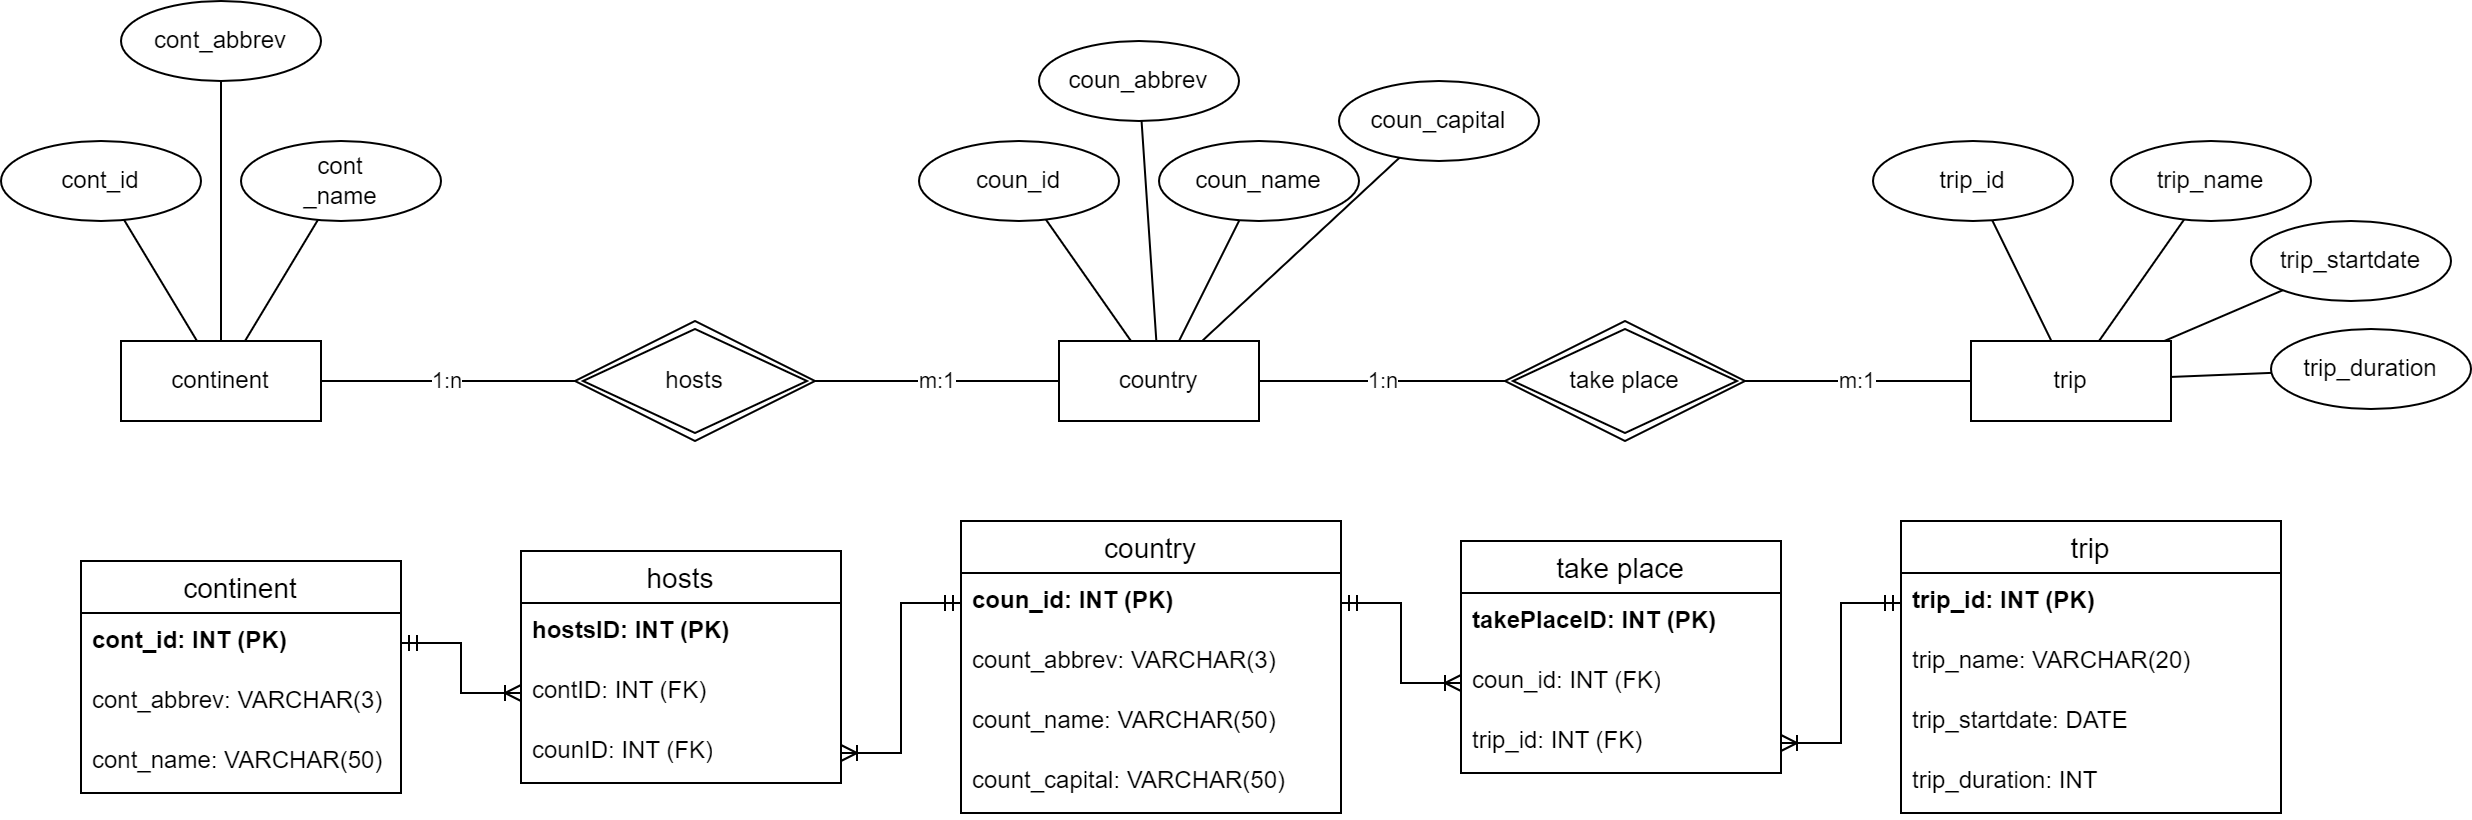 cont_abbrev
cont_id
cont
_name
coun_abbrev
coun_capital
coun_id
coun_name
trip_id
trip_name
trip_startdate
trip_duration
continent
1:n
hosts
m:1
country
1:n
take place
m:1
trip
continent
cont_id: INT (PK)
cont_abbrev: VARCHAR(3)
cont_name: VARCHAR(50)
hosts
hostsID: INT (PK)
contID: INT (FK)
counID: INT (FK)
country
coun_id: INT (PK)
count_abbrev: VARCHAR(3)
count_name: VARCHAR(50)
count_capital: VARCHAR(50)
take place
takePlaceID: INT (PK)
coun_id: INT (FK)
trip_id: INT (FK)
trip
trip_id: INT (PK)
trip_name: VARCHAR(20)
trip_startdate: DATE
trip_duration: INT